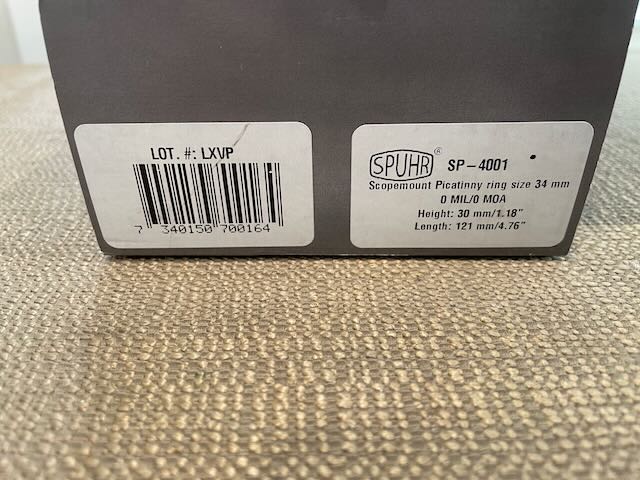 LOT. #: LXVP
7 340150 700164
SPUHR® SP-4001
Scopemount Picatinny ring size 34 mm
0 MIL/0 MOA
Height: 30 mm/1.18"
Length: 121 mm/4.76"